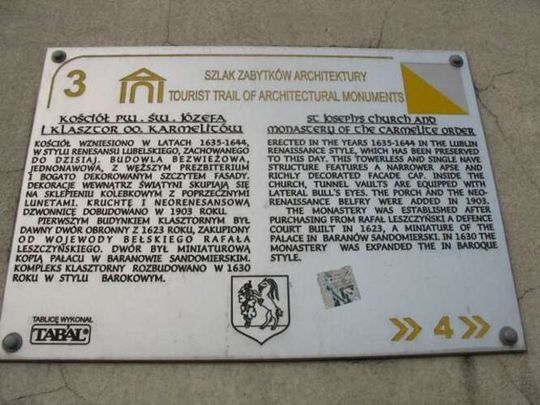 3
SZLAK ZABYTKÓW ARCHITEKTURY
TOURIST TRAIL OF ARCHITECTURAL MONUMENTS
KOŚCIÓŁ PW. ŚW. JÓZEFA
I KLASZTOR OO. KARMELITÓW
KOŚCIÓŁ WZNIESIONO W LATACH 1635-1644,
W STYLU RENESANSU LUBELSKIEGO, ZACHOWANEGO
DO DZISIAJ. BUDOWLA BEZWIEŻOWA,
JEDNONAWOWA, Z WĘŻSZYM PREZBITERIUM
I BOGATO DEKOROWANYM SZCZYTEM FASADY.
DEKORACJE WEWNĄTRZ ŚWIĄTYNI SKUPIAJĄ SIĘ
NA SKLEPIENIU KOLEBKOWYM Z POPRZECZNYMI
LUNETAMI. KRUCHTĘ I NEORENESANSOWĄ
DZWONNICĘ DOBUDOWANO W 1903 ROKU.
PIERWSZYM BUDYNKIEM KLASZTORNYM BYŁ
DAWNY DWÓR OBRONNY Z 1623 ROKU, ZAKUPIONY
OD WOJEWODY BEŁSKIEGO RAFAŁA
LESZCZYŃSKIEGO. DWÓR BYŁ MINIATUROWĄ
KOPIĄ PAŁACU W BARANOWIE SANDOMIERSKIM.
KOMPLEKS KLASZTORNY ROZBUDOWANO W 1630
ROKU W STYLU BAROKOWYM.
St Joseph's Church and
monastery of the Carmelite Order
ERECTED IN THE YEARS 1635-1644 IN THE LUBLIN
RENAISSANCE STYLE, WHICH HAS BEEN PRESERVED
TO THIS DAY. THIS TOWERLESS AND SINGLE NAVE
STRUCTURE FEATURES A NARROWER APSE AND
RICHLY DECORATED FACADE CAP. INSIDE THE
CHURCH, TUNNEL VAULTS ARE EQUIPPED WITH
LATERAL BULL'S EYES. THE PORCH AND THE NEO-
RENAISSANCE BELFRY WERE ADDED IN 1903.
THE MONASTERY WAS ESTABLISHED AFTER
PURCHASING FROM RAFAŁ LESZCZYŃSKI A DEFENCE
COURT BUILT IN 1623, A MINIATURE OF THE
PALACE IN BARANÓW SANDOMIERSKI. IN 1630 THE
MONASTERY WAS EXPANDED THE IN BAROQUE
STYLE.
TABLICĘ WYKONAŁ
TABAL
»» 4 »»